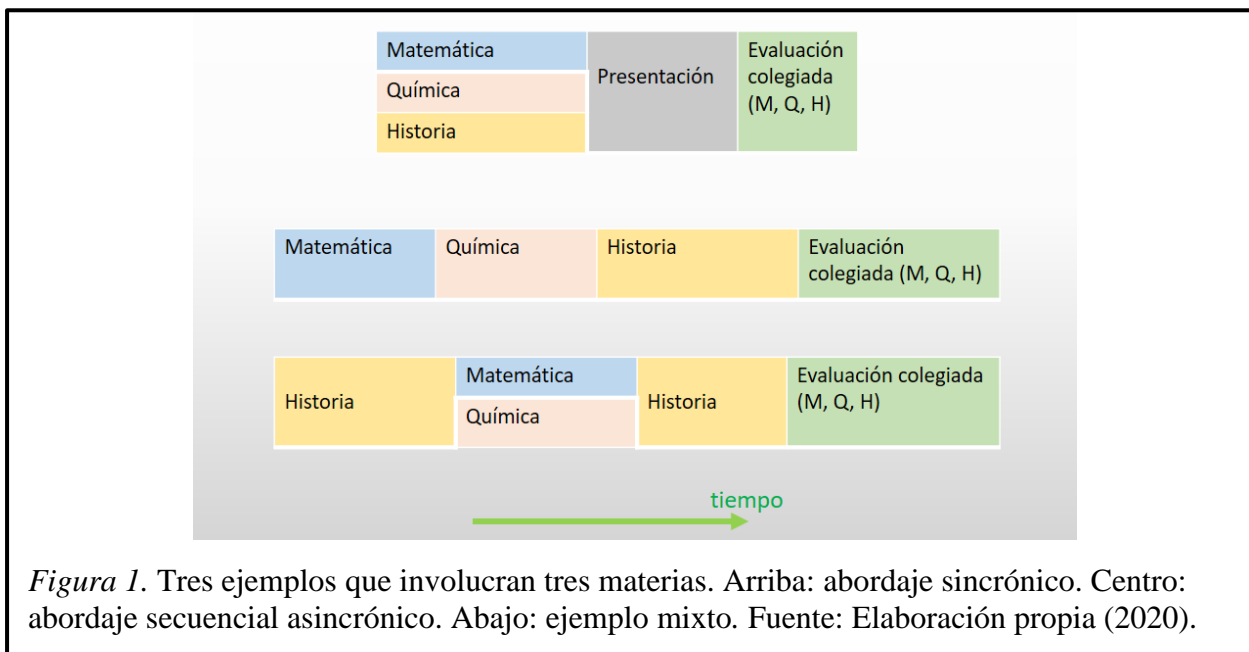 Matemática
Química
Historia
Presentación
Evaluación
colegiada
(M, Q, H)
Matemática
Química
Historia
Evaluación
colegiada (M, Q, H)
Historia
Matemática
Química
Historia
Evaluación colegiada
(M, Q, H)
tiempo
Figura 1. Tres ejemplos que involucran tres materias. Arriba: abordaje sincrónico. Centro:
abordaje secuencial asincrónico. Abajo: ejemplo mixto. Fuente: Elaboración propia (2020).